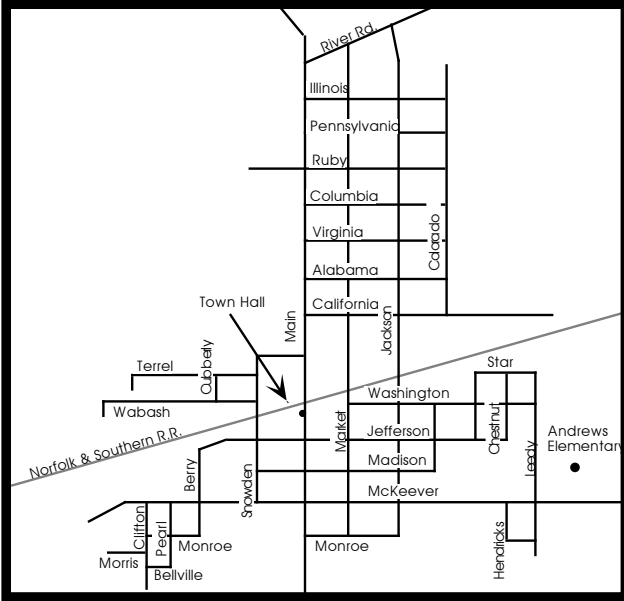 River Rd.
Illinois
Pennsylvania
Ruby
Columbia
Virginia
Colorado
Alabama
Town Hall
California
Main
Jackson
Terrel
Cubberly
Star
Wabash
Washington
Norfolk & Southern R.R.
Market
Jefferson
Chestnut
Andrews
Elementary
Leedy
Berry
Madison
Snowden
McKeever
Clifton
Pearl
Monroe
Monroe
Hendricks
Morris
Bellville